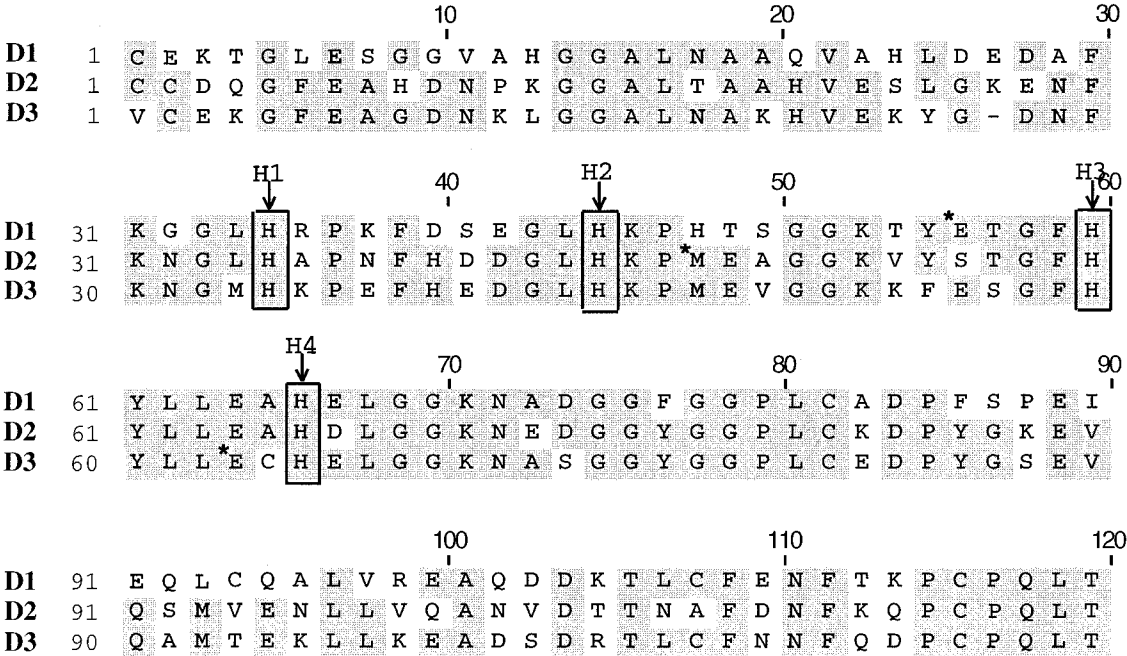 10 20 30
D1 1 C E K T G L E S G G V A H G G A L N A A Q V A H L D E D A F
D2 1 C C D Q G F E A H D N P K G G A L T A A H V E S L G K E N F
D3 1 V C E K G F E A G D N K L G G A L N A K H V E K Y G - D N F
H1 H2 H3
40 50 60
D1 31 K G G L H R P K F D S E G L H K P H T S G G K T Y * E T G F H
D2 31 K N G L H A P N F H D D G L H K P * M E A G G K V Y S T G F H
D3 30 K N G M H K P E F H E D G L H K P M E V G G K K F E S G F H
H4
70 80 90
D1 61 Y L L E A H E L G G K N A D G G F G G P L C A D P F S P E I
D2 61 Y L L E A H D L G G K N E D G G Y G G P L C K D P Y G K E V
D3 60 Y L L * E C H E L G G K N A S G G Y G G P L C E D P Y G S E V
100 110 120
D1 91 E Q L C Q A L V R E A Q D D K T L C F E N F T K P C P Q L T
D2 91 Q S M V E N L L V Q A N V D T T N A F D N F K Q P C P Q L T
D3 90 Q A M T E K L L K E A D S D R T L C F N N F Q D P C P Q L T